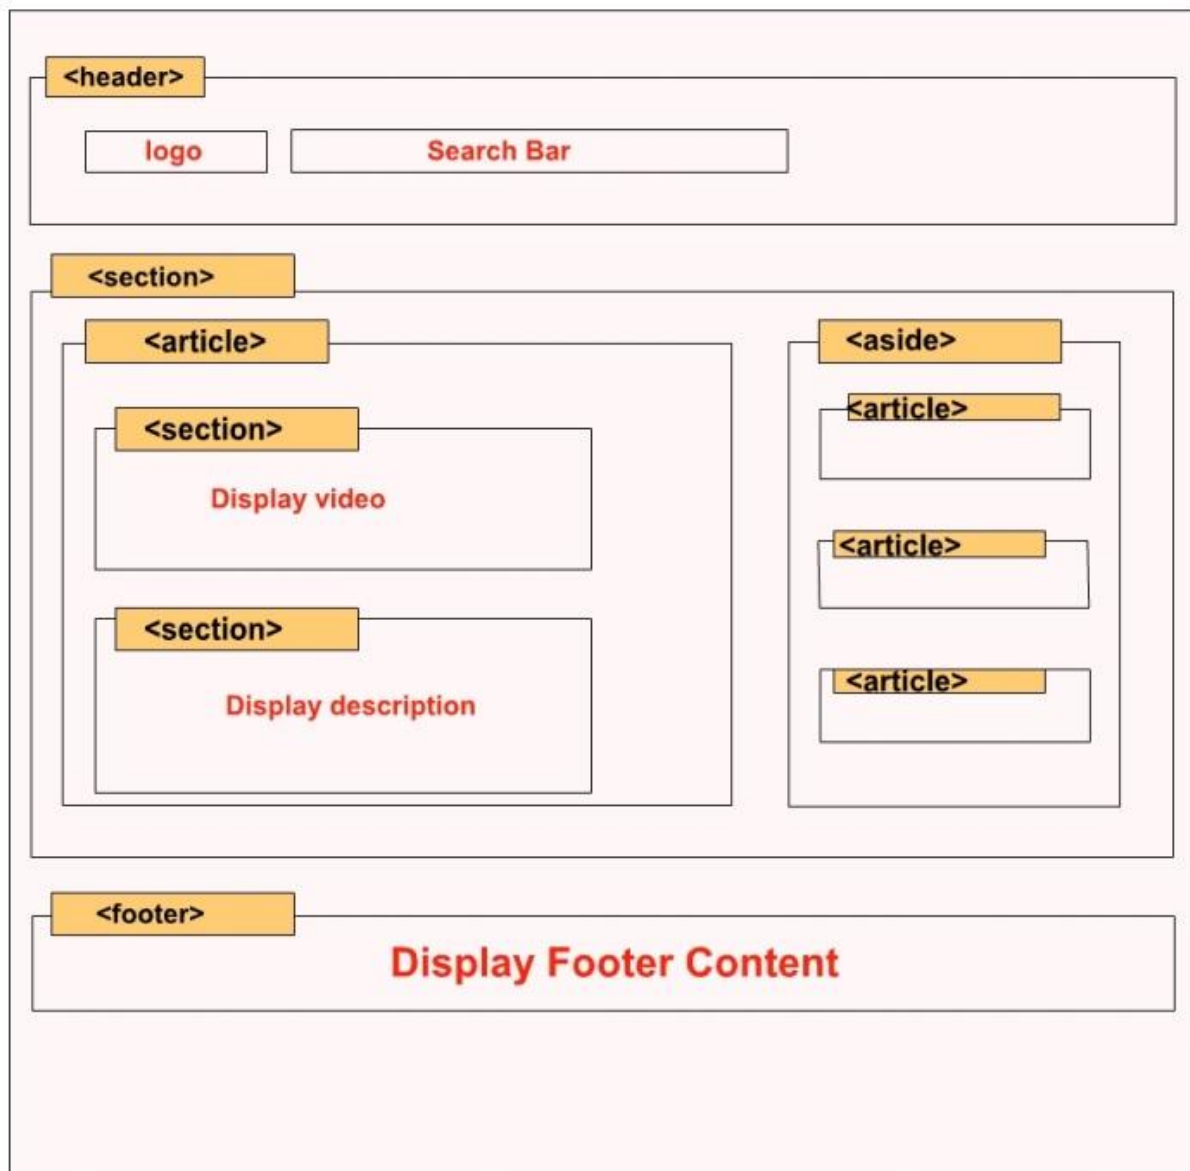 <header>
logo
Search Bar
<section>
<article>
<section>
Display video
<section>
Display description
<aside>
<article>
<article>
<article>
<footer>
Display Footer Content